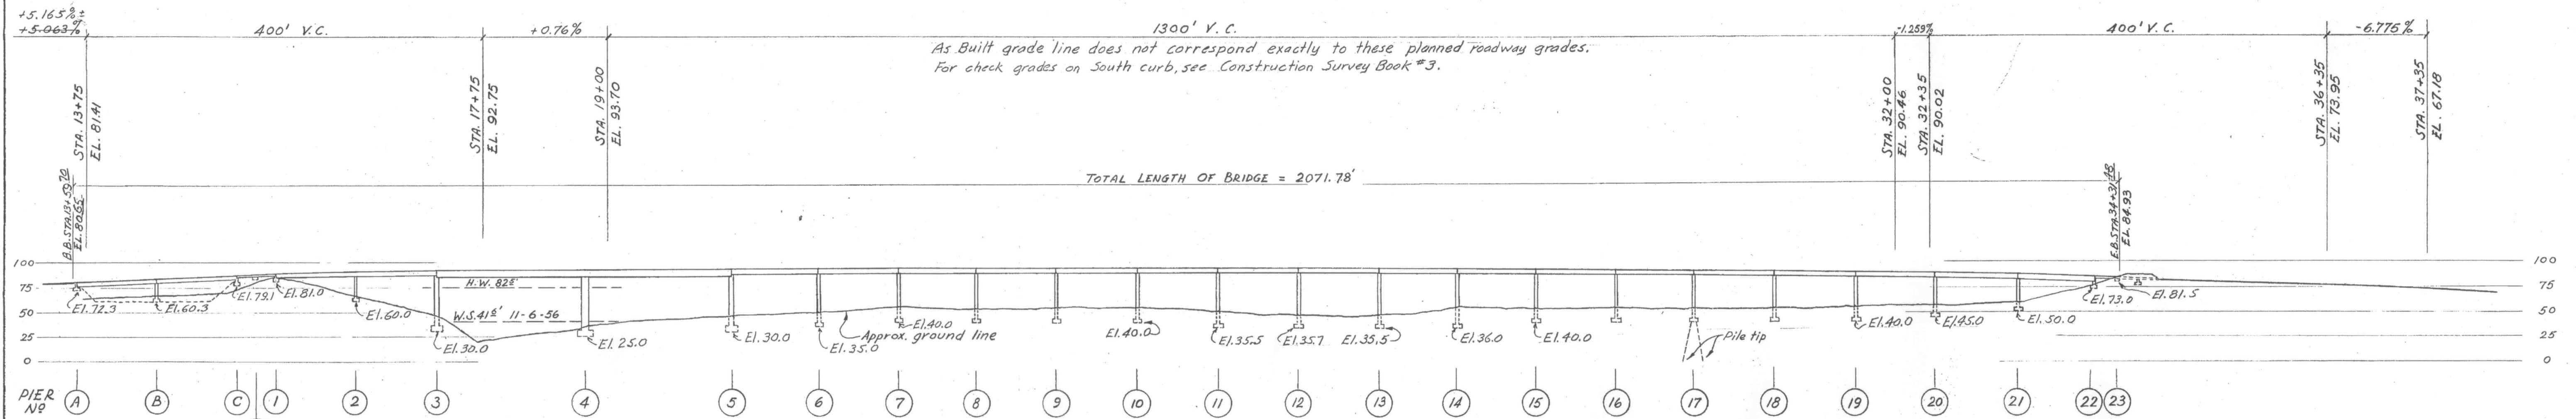 +5.165% ±
+5.063%
400' V.C.
+0.76%
1300' V.C.
-1.259%
400' V.C.
-6.775%
As Built grade line does not correspond exactly to these planned roadway grades.
For check grades on South curb, see Construction Survey Book #3.
STA. 13+75
EL. 81.41
STA. 17+75
EL. 92.75
STA. 19+00
EL. 93.70
STA. 32+00
EL. 90.46
STA. 32+35
EL. 90.02
STA. 36+35
EL. 73.95
STA. 37+35
EL. 67.18
B.B. STA. 13+59.70
EL. 80.65
TOTAL LENGTH OF BRIDGE = 2071.78'
E.B. STA. 34+31.48
EL. 84.93
100
75
50
25
0
H.W. 82±
W.S. 41±' 11-6-56
El. 72.3
El. 60.3
El. 79.1
El. 81.0
El. 60.0
El. 30.0
El. 25.0
El. 30.0
El. 35.0
El. 40.0
Approx. ground line
El. 40.0
El. 35.5
El. 35.7
El. 35.5
El. 36.0
El. 40.0
Pile tip
El. 40.0
El. 45.0
El. 50.0
El. 73.0
El. 81.5
100
75
50
25
0
PIER Nº A B C 1 2 3 4 5 6 7 8 9 10 11 12 13 14 15 16 17 18 19 20 21 22 23